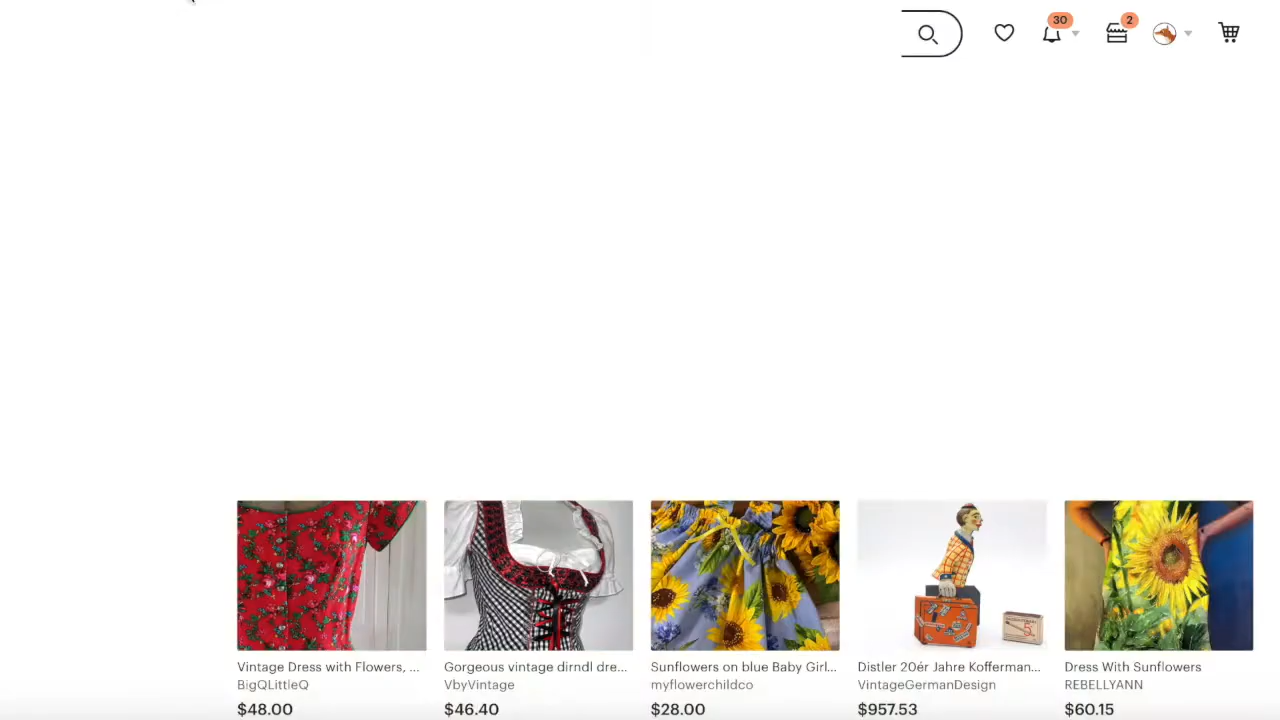 30
2
Vintage Dress with Flowers, ...
BigQLittleQ
$48.00
Gorgeous vintage dirndl dre...
VbyVintage
$46.40
Sunflowers on blue Baby Girl...
myflowerchildco
$28.00
Distler 20ér Jahre Kofferman...
VintageGermanDesign
$957.53
Dress With Sunflowers
REBELLYANN
$60.15